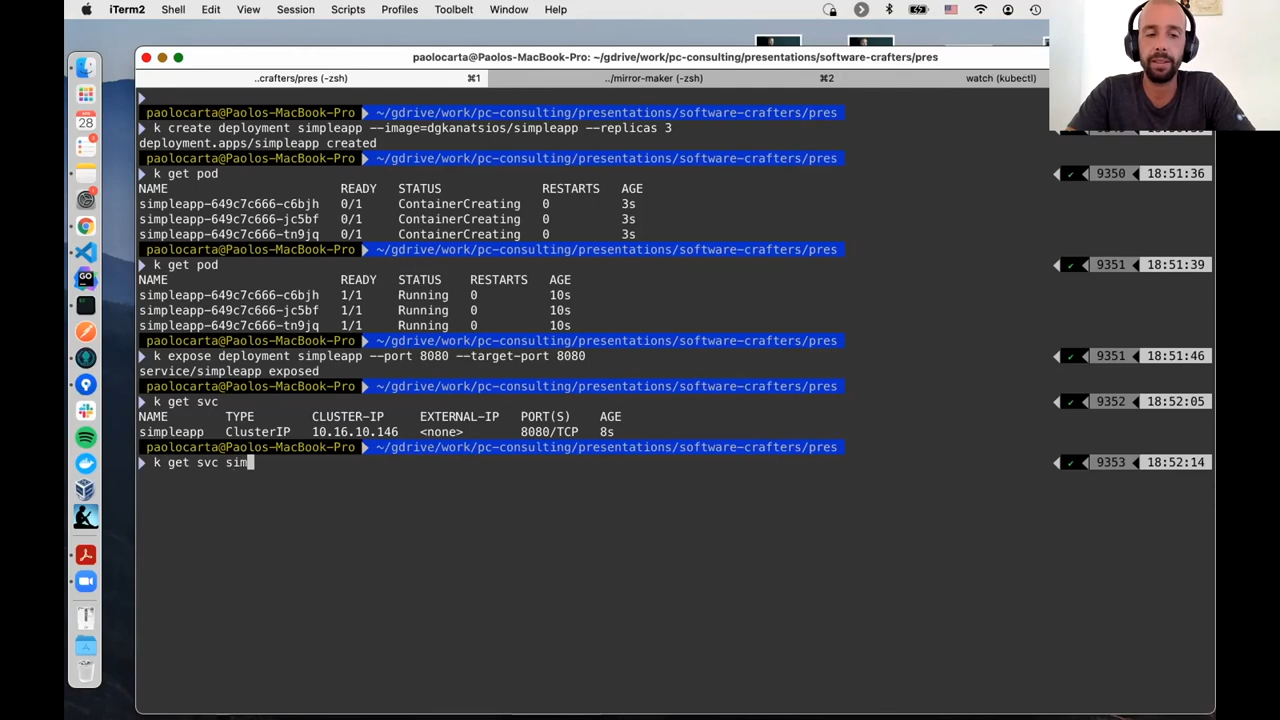 iTerm2 Shell Edit View Session Scripts Profiles Toolbelt Window Help
paolocarta@Paolos-MacBook-Pro: ~/gdrive/work/pc-consulting/presentations/software-crafters/pres
..crafters/pres (-zsh) ⌘1 ../mirror-maker (-zsh) ⌘2 watch (kubectl)
paolocarta@Paolos-MacBook-Pro ~/gdrive/work/pc-consulting/presentations/software-crafters/pres
k create deployment simpleapp --image=dgkanatsios/simpleapp --replicas 3
deployment.apps/simpleapp created
paolocarta@Paolos-MacBook-Pro ~/gdrive/work/pc-consulting/presentations/software-crafters/pres
k get pod ✔ 9350 18:51:36
NAME READY STATUS RESTARTS AGE
simpleapp-649c7c666-c6bjh 0/1 ContainerCreating 0 3s
simpleapp-649c7c666-jc5bf 0/1 ContainerCreating 0 3s
simpleapp-649c7c666-tn9jq 0/1 ContainerCreating 0 3s
paolocarta@Paolos-MacBook-Pro ~/gdrive/work/pc-consulting/presentations/software-crafters/pres
k get pod ✔ 9351 18:51:39
NAME READY STATUS RESTARTS AGE
simpleapp-649c7c666-c6bjh 1/1 Running 0 10s
simpleapp-649c7c666-jc5bf 1/1 Running 0 10s
simpleapp-649c7c666-tn9jq 1/1 Running 0 10s
paolocarta@Paolos-MacBook-Pro ~/gdrive/work/pc-consulting/presentations/software-crafters/pres
k expose deployment simpleapp --port 8080 --target-port 8080 ✔ 9351 18:51:46
service/simpleapp exposed
paolocarta@Paolos-MacBook-Pro ~/gdrive/work/pc-consulting/presentations/software-crafters/pres
k get svc ✔ 9352 18:52:05
NAME TYPE CLUSTER-IP EXTERNAL-IP PORT(S) AGE
simpleapp ClusterIP 10.16.10.146 <none> 8080/TCP 8s
paolocarta@Paolos-MacBook-Pro ~/gdrive/work/pc-consulting/presentations/software-crafters/pres
k get svc sim ✔ 9353 18:52:14
28
GO